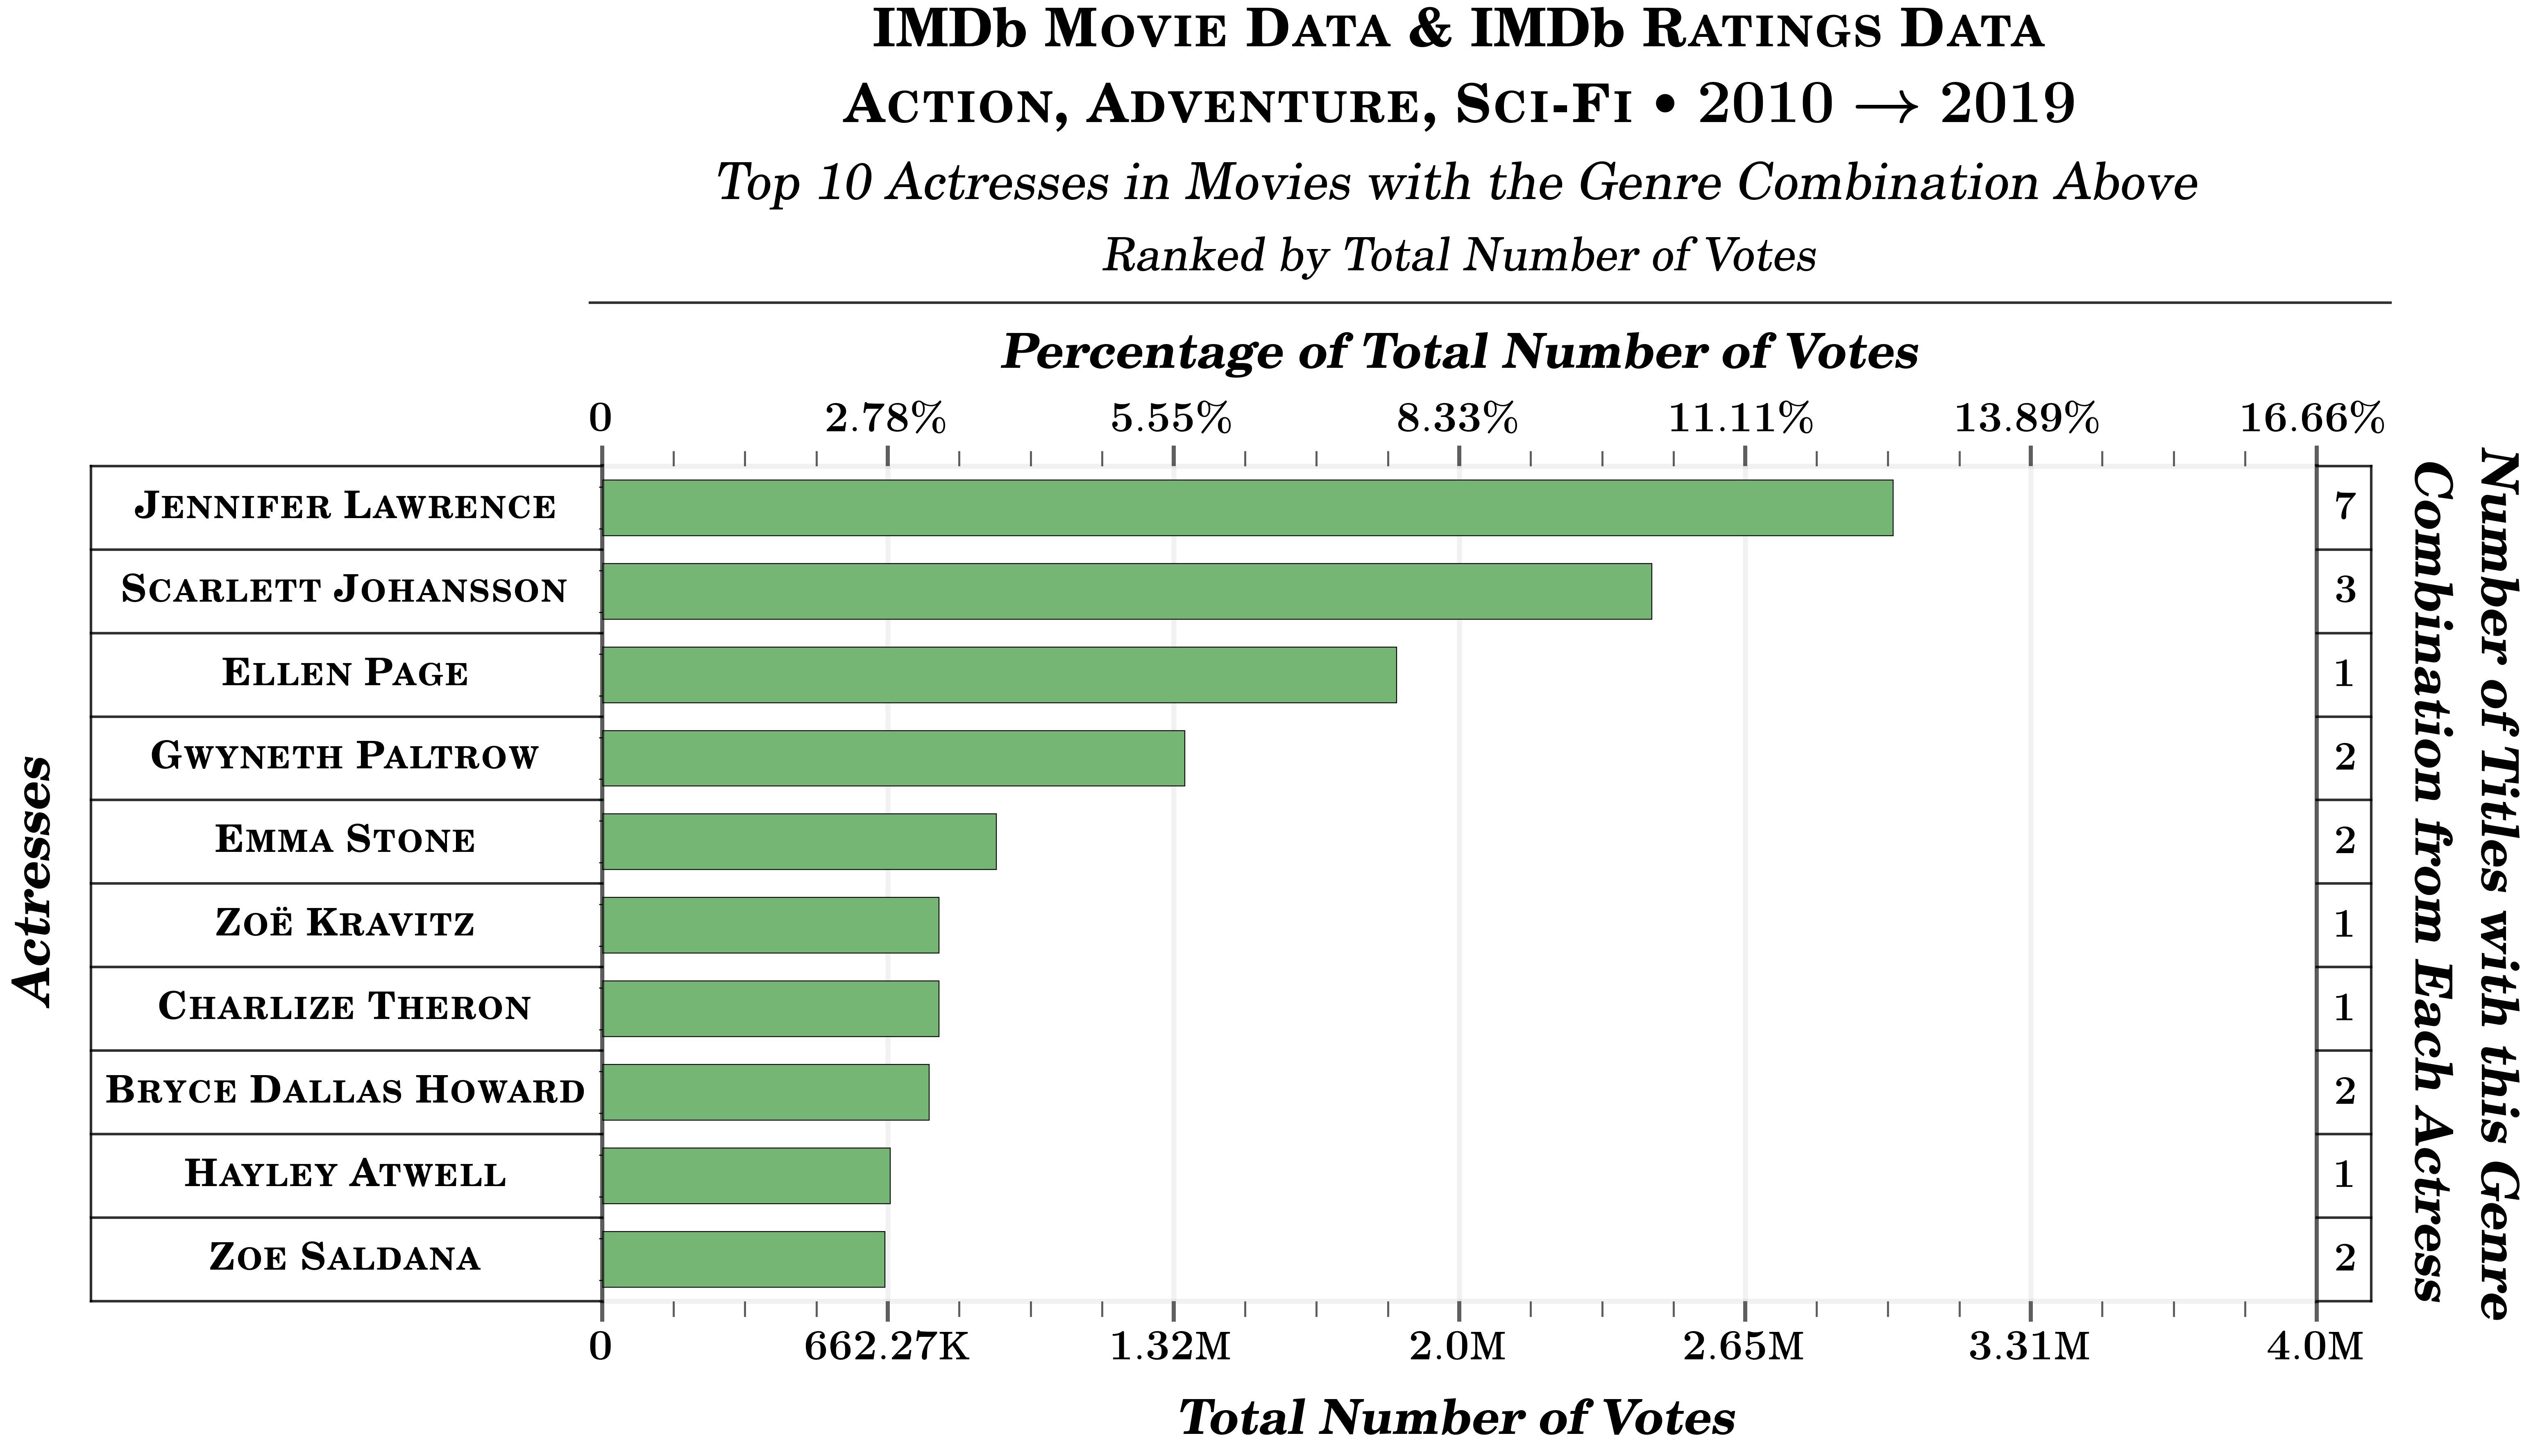 IMDb Movie Data & IMDb Ratings Data
Action, Adventure, Sci-Fi • 2010 → 2019
Top 10 Actresses in Movies with the Genre Combination Above
Ranked by Total Number of Votes
Percentage of Total Number of Votes
0 2.78% 5.55% 8.33% 11.11% 13.89% 16.66%
Jennifer Lawrence 7
Scarlett Johansson 3
Ellen Page 1
Gwyneth Paltrow 2
Emma Stone 2
Zoë Kravitz 1
Charlize Theron 1
Bryce Dallas Howard 2
Hayley Atwell 1
Zoe Saldana 2
0 662.27K 1.32M 2.0M 2.65M 3.31M 4.0M
Total Number of Votes
Actresses
Number of Titles with this Genre
Combination from Each Actress